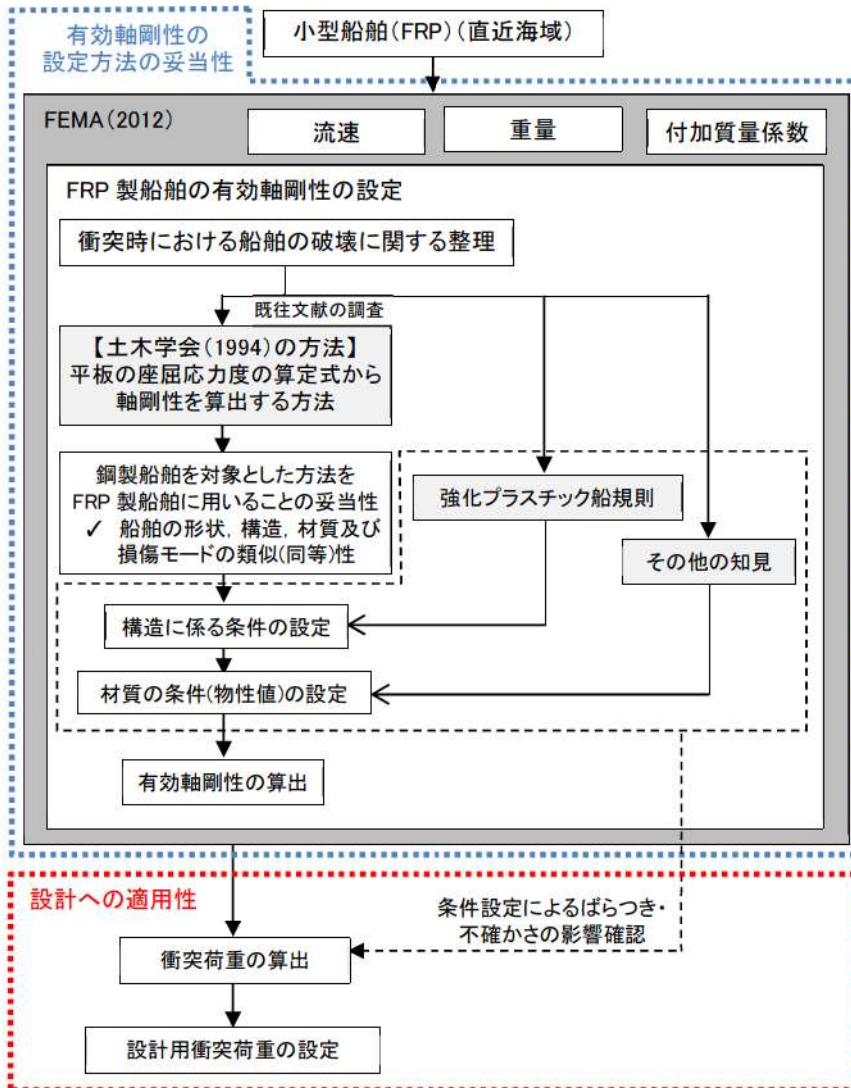 有効軸剛性の
設定方法の妥当性
小型船舶(FRP)(直近海域)
FEMA(2012)
流速
重量
付加質量係数
FRP 製船舶の有効軸剛性の設定
衝突時における船舶の破壊に関する整理
既往文献の調査
【土木学会(1994)の方法】
平板の座屈応力度の算定式から
軸剛性を算出する方法
鋼製船舶を対象とした方法を
FRP 製船舶に用いることの妥当性
✓ 船舶の形状,構造,材質及び
損傷モードの類似(同等)性
強化プラスチック船規則
その他の知見
構造に係る条件の設定
材質の条件(物性値)の設定
有効軸剛性の算出
設計への適用性
条件設定によるばらつき・
不確かさの影響確認
衝突荷重の算出
設計用衝突荷重の設定